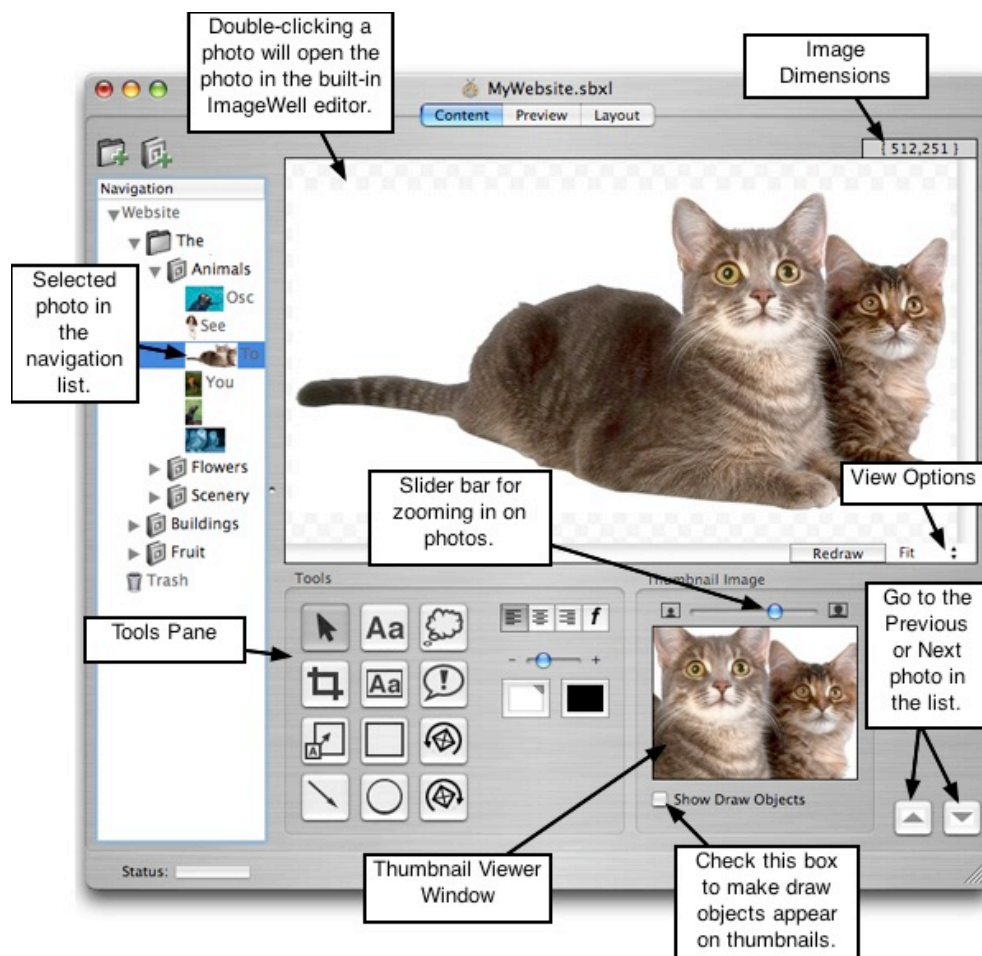 Double-clicking a
photo will open the
photo in the built-in
ImageWell editor.
Image
Dimensions
MyWebsite.sbxl
Content Preview Layout
{ 512,251 }
Navigation
Website
The
Animals
Osc
See
To
You
Flowers
Scenery
Buildings
Fruit
Trash
Selected
photo in
the
navigation
list.
View Options
Slider bar for
zooming in on
photos.
Redraw Fit
Tools
Thumbnail Image
Tools Pane
Aa
Aa
!
A
f
- +
Go to the
Previous
or Next
photo in
the list.
Show Draw Objects
Thumbnail Viewer
Window
Check this box
to make draw
objects appear
on thumbnails.
Status: